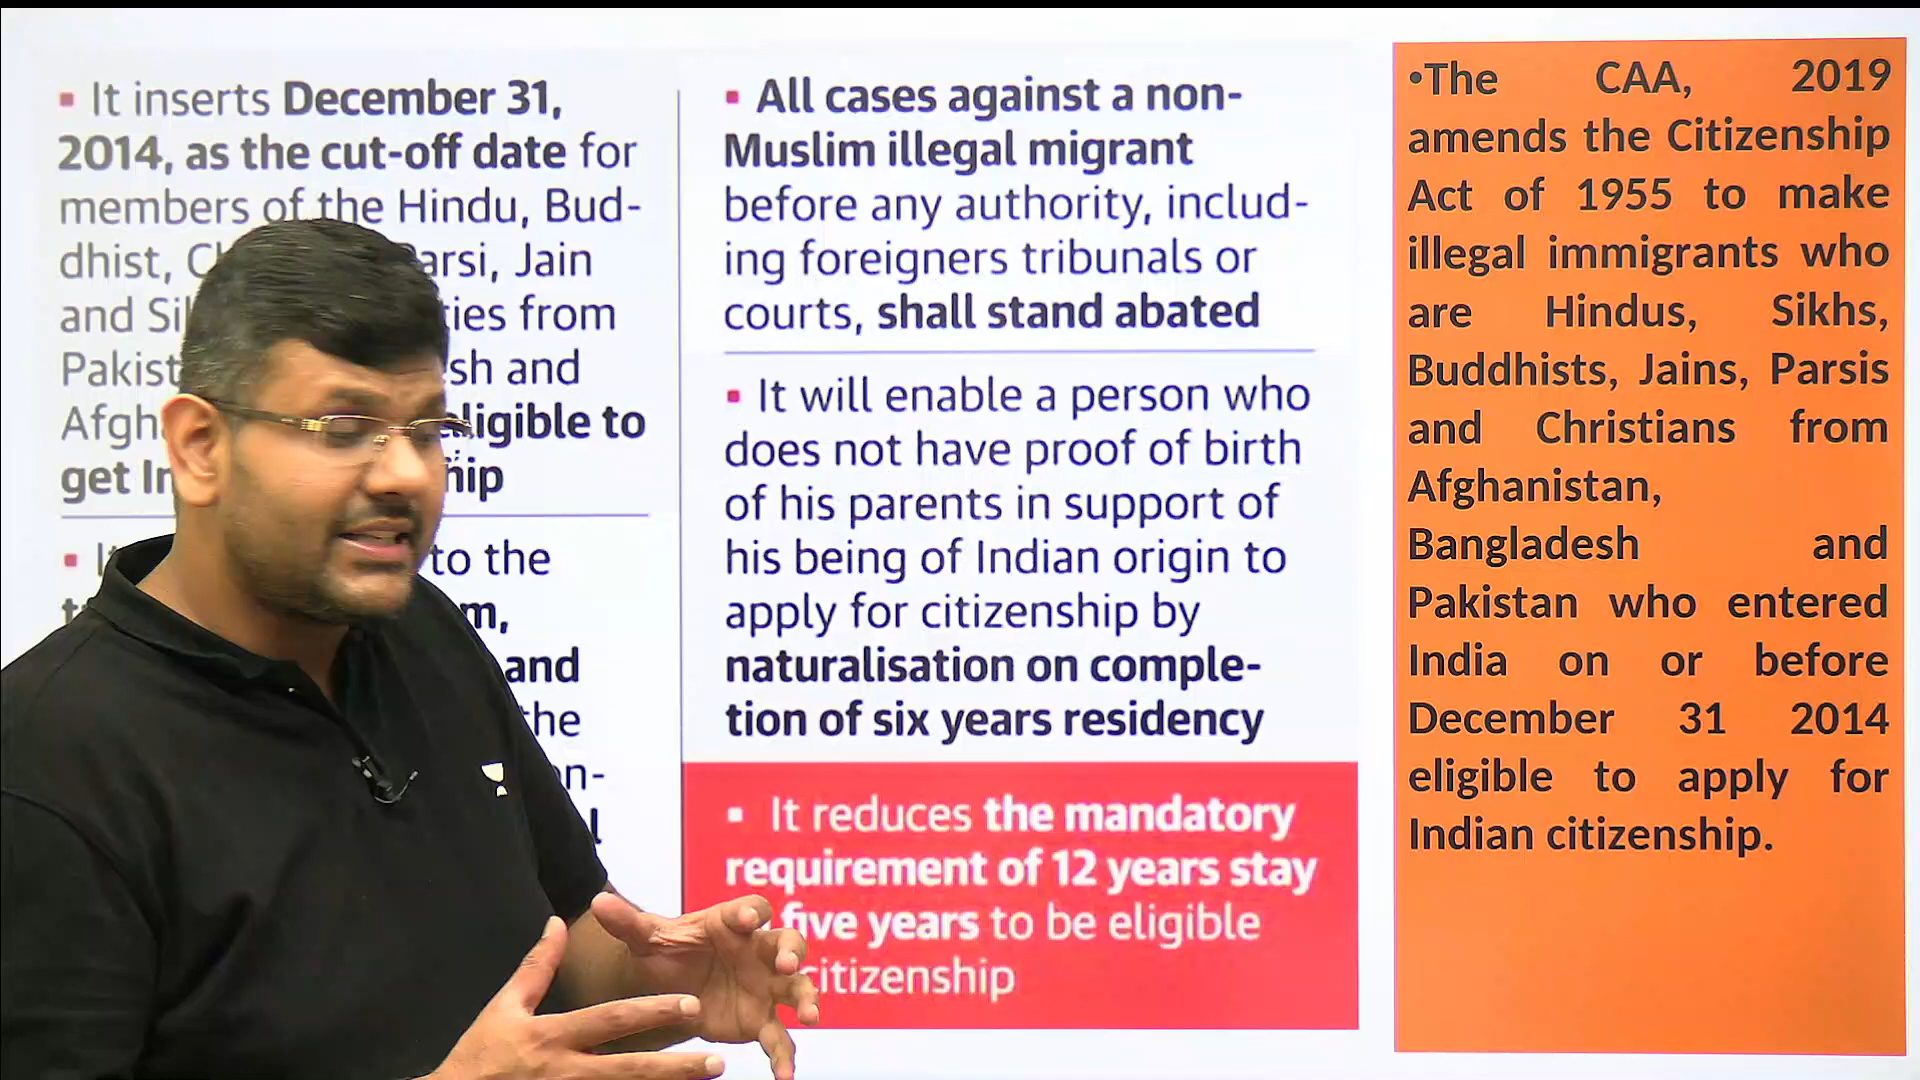 ▪ It inserts December 31,
2014, as the cut-off date for
members of the Hindu, Bud-
dhist, Parsi, Jain
and from
and
eligible to
get
to the
and
the
▪ All cases against a non-
Muslim illegal migrant
before any authority, includ-
ing foreigners tribunals or
courts, shall stand abated
▪ It will enable a person who
does not have proof of birth
of his parents in support of
his being of Indian origin to
apply for citizenship by
naturalisation on comple-
tion of six years residency
▪ It reduces the mandatory
requirement of 12 years stay
five years to be eligible
citizenship
•The CAA, 2019
amends the Citizenship
Act of 1955 to make
illegal immigrants who
are Hindus, Sikhs,
Buddhists, Jains, Parsis
and Christians from
Afghanistan,
Bangladesh and
Pakistan who entered
India on or before
December 31 2014
eligible to apply for
Indian citizenship.